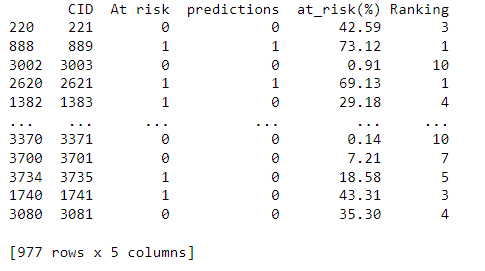 CID At risk predictions at_risk(%) Ranking
220 221 0 0 42.59 3
888 889 1 1 73.12 1
3002 3003 0 0 0.91 10
2620 2621 1 1 69.13 1
1382 1383 1 0 29.18 4
... ... ... ... ... ...
3370 3371 0 0 0.14 10
3700 3701 0 0 7.21 7
3734 3735 1 0 18.58 5
1740 1741 1 0 43.31 3
3080 3081 0 0 35.30 4
[977 rows x 5 columns]